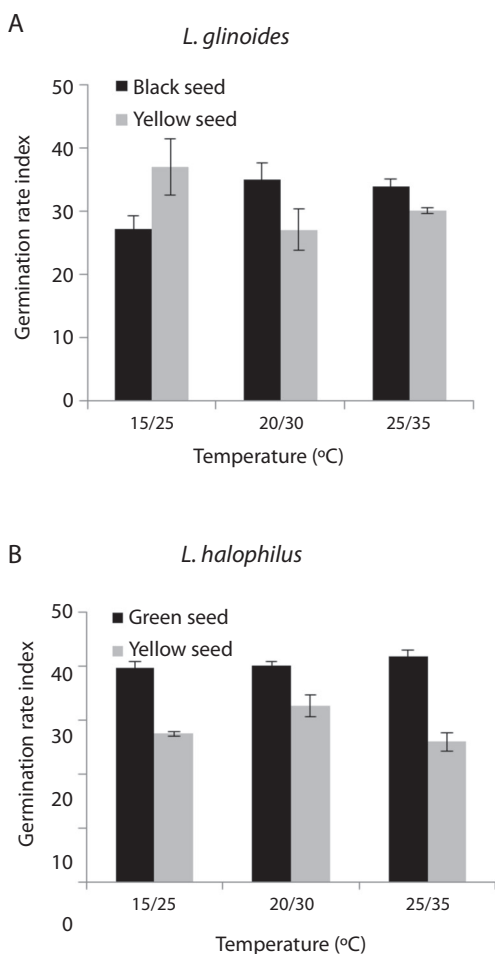 A
L. glinoides
50
Black seed
Yellow seed
40
30
20
10
0
Germination rate index
15/25 20/30 25/35
Temperature (ºC)
B
L. halophilus
50
Green seed
Yellow seed
40
30
20
10
0
Germination rate index
15/25 20/30 25/35
Temperature (ºC)